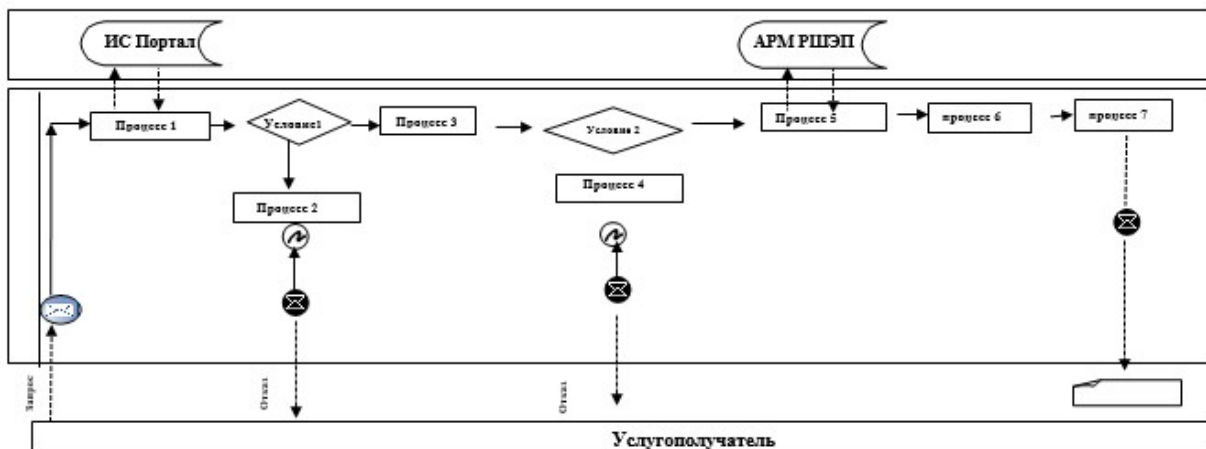 ИС Портал
АРМ РШЭП
Процесс 1
Условие1
Процесс 3
Условие 2
Процесс 5
процесс 6
процесс 7
Процесс 2
Процесс 4
Запрос
Отказ
Отказ
Услугополучатель